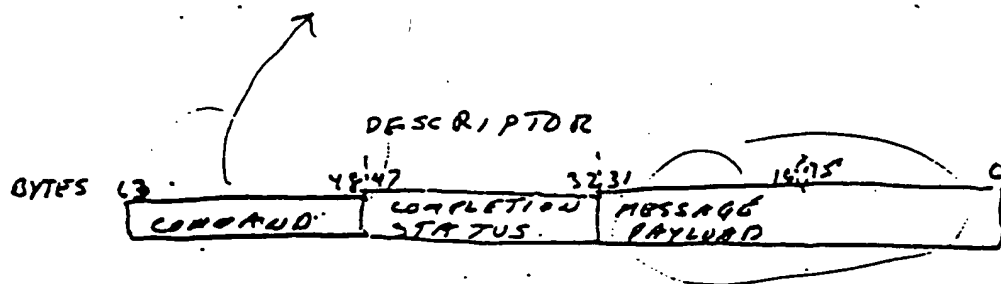 DESCRIPTOR
BYTES 63 48 47 32 31 16 15 0
COMMAND COMPLETION STATUS MESSAGE PAYLOAD